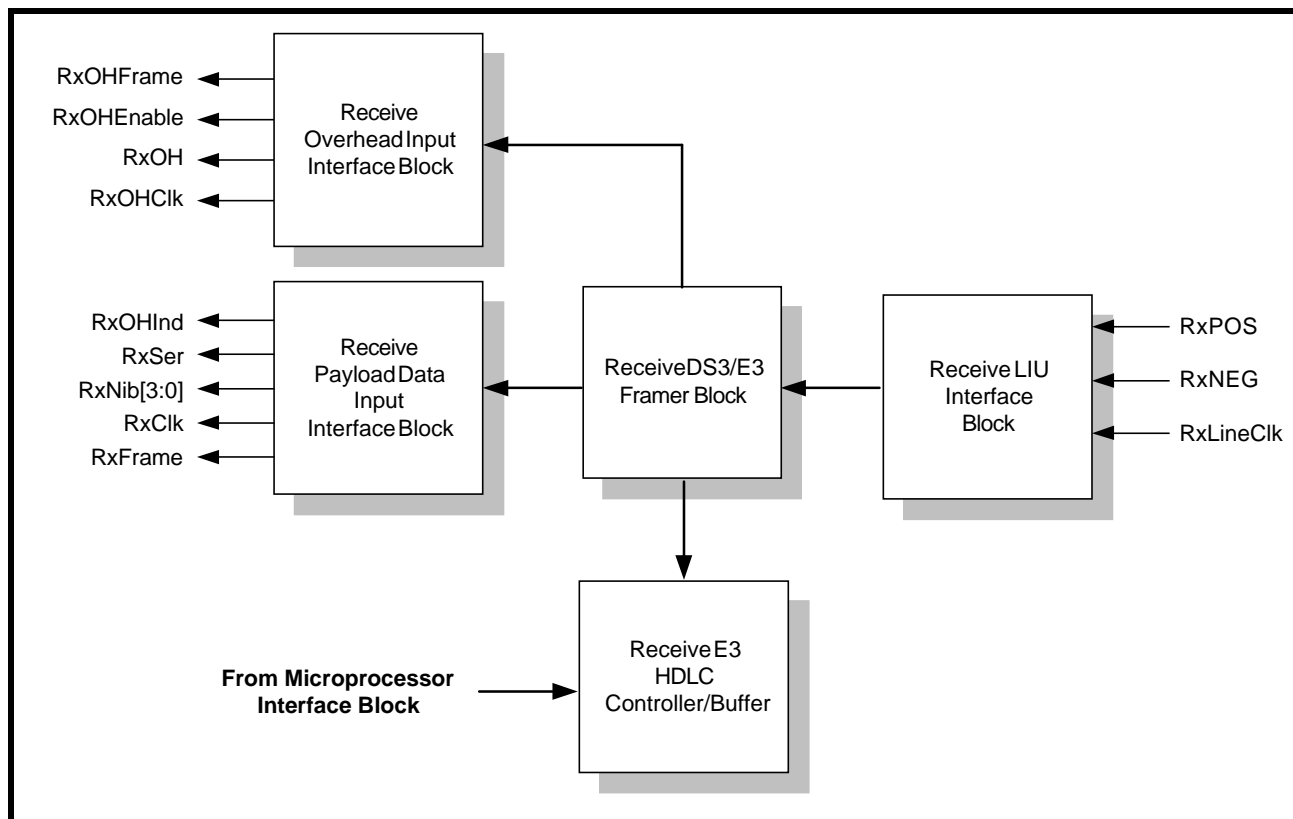 RxOHFrame
RxOHEnable
RxOH
RxOHClk
Receive
Overhead Input
Interface Block
RxOHInd
RxSer
RxNib[3:0]
RxClk
RxFrame
Receive
Payload Data
Input
Interface Block
Receive DS3/E3
Framer Block
Receive LIU
Interface
Block
RxPOS
RxNEG
RxLineClk
From Microprocessor
Interface Block
Receive E3
HDLC
Controller/Buffer